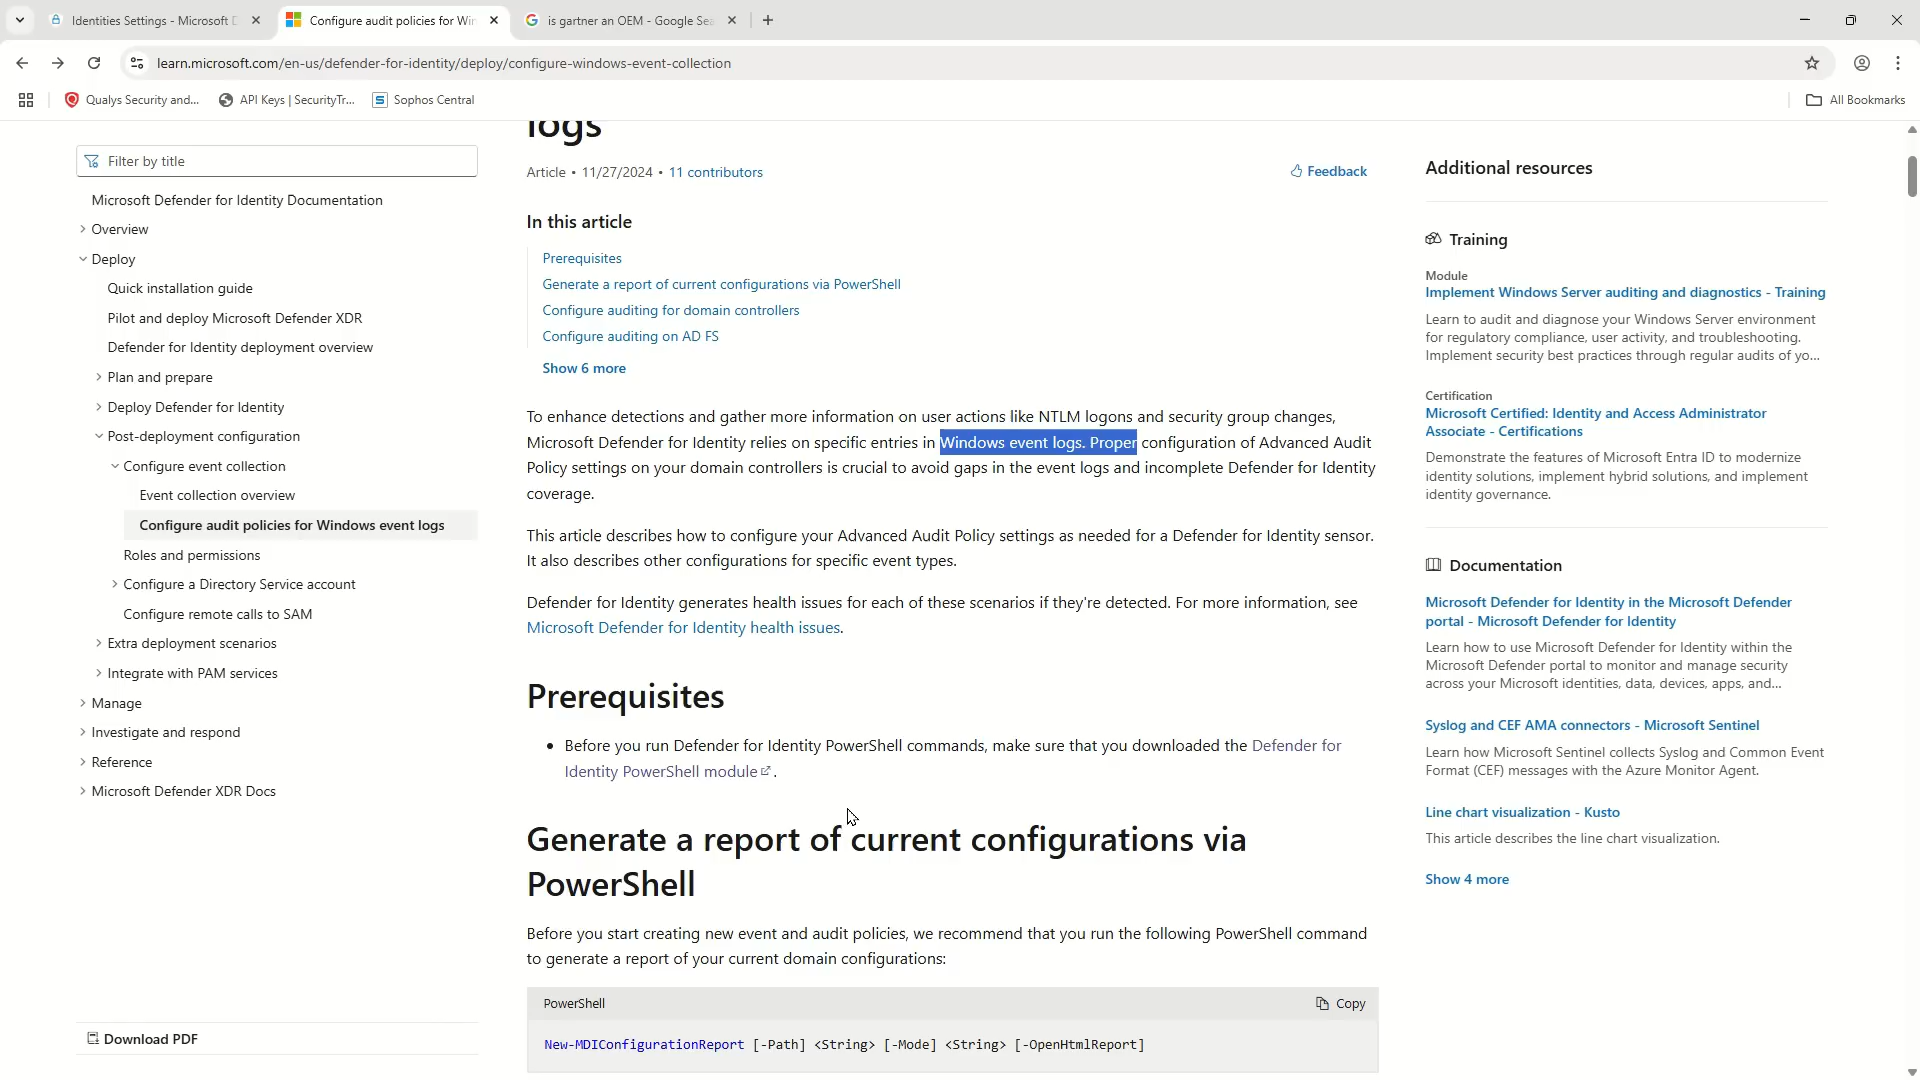 Identities Settings - Microsoft D
Configure audit policies for Win
is gartner an OEM - Google Sea
learn.microsoft.com/en-us/defender-for-identity/deploy/configure-windows-event-collection
Qualys Security and...
API Keys | SecurityTr...
Sophos Central
All Bookmarks
Filter by title
Microsoft Defender for Identity Documentation
Overview
Deploy
Quick installation guide
Pilot and deploy Microsoft Defender XDR
Defender for Identity deployment overview
Plan and prepare
Deploy Defender for Identity
Post-deployment configuration
Configure event collection
Event collection overview
Configure audit policies for Windows event logs
Roles and permissions
Configure a Directory Service account
Configure remote calls to SAM
Extra deployment scenarios
Integrate with PAM services
Manage
Investigate and respond
Reference
Microsoft Defender XDR Docs
Download PDF
logs
Article • 11/27/2024 • 11 contributors
Feedback
In this article
Prerequisites
Generate a report of current configurations via PowerShell
Configure auditing for domain controllers
Configure auditing on AD FS
Show 6 more
To enhance detections and gather more information on user actions like NTLM logons and security group changes,
Microsoft Defender for Identity relies on specific entries in Windows event logs. Proper configuration of Advanced Audit
Policy settings on your domain controllers is crucial to avoid gaps in the event logs and incomplete Defender for Identity
coverage.
This article describes how to configure your Advanced Audit Policy settings as needed for a Defender for Identity sensor.
It also describes other configurations for specific event types.
Defender for Identity generates health issues for each of these scenarios if they're detected. For more information, see
Microsoft Defender for Identity health issues.
Prerequisites
• Before you run Defender for Identity PowerShell commands, make sure that you downloaded the Defender for
Identity PowerShell module.
Generate a report of current configurations via
PowerShell
Before you start creating new event and audit policies, we recommend that you run the following PowerShell command
to generate a report of your current domain configurations:
PowerShell
Copy
New-MDIConfigurationReport [-Path] <String> [-Mode] <String> [-OpenHtmlReport]
Additional resources
Training
Module
Implement Windows Server auditing and diagnostics - Training
Learn to audit and diagnose your Windows Server environment
for regulatory compliance, user activity, and troubleshooting.
Implement security best practices through regular audits of yo...
Certification
Microsoft Certified: Identity and Access Administrator
Associate - Certifications
Demonstrate the features of Microsoft Entra ID to modernize
identity solutions, implement hybrid solutions, and implement
identity governance.
Documentation
Microsoft Defender for Identity in the Microsoft Defender
portal - Microsoft Defender for Identity
Learn how to use Microsoft Defender for Identity within the
Microsoft Defender portal to monitor and manage security
across your Microsoft identities, data, devices, apps, and...
Syslog and CEF AMA connectors - Microsoft Sentinel
Learn how Microsoft Sentinel collects Syslog and Common Event
Format (CEF) messages with the Azure Monitor Agent.
Line chart visualization - Kusto
This article describes the line chart visualization.
Show 4 more